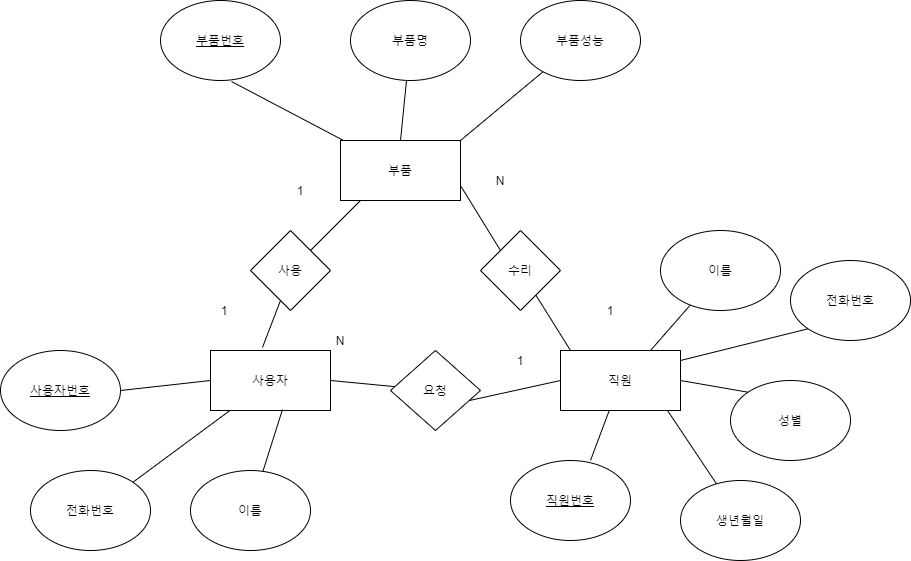 부품번호
부품명
부품성능
부품
1
N
사용
수리
이름
전화번호
1
1
N
1
사용자번호
사용자
요청
직원
성별
전화번호
이름
직원번호
생년월일